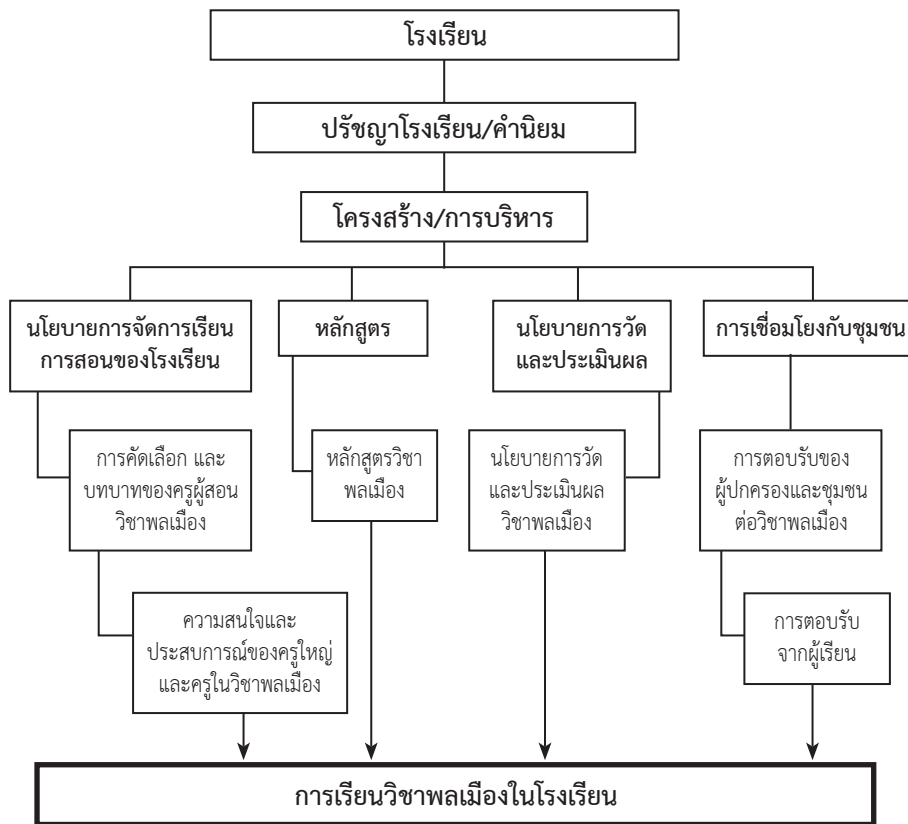 โรงเรียน
ปรัชญาโรงเรียน/คำนิยม
โครงสร้าง/การบริหาร
นโยบายการจัดการเรียน
การสอนของโรงเรียน
หลักสูตร
นโยบายการวัด
และประเมินผล
การเชื่อมโยงกับชุมชน
การคัดเลือก และ
บทบาทของครูผู้สอน
วิชาพลเมือง
หลักสูตรวิชา
พลเมือง
นโยบายการวัด
และประเมินผล
วิชาพลเมือง
การตอบรับของ
ผู้ปกครองและชุมชน
ต่อวิชาพลเมือง
ความสนใจและ
ประสบการณ์ของครูใหญ่
และครูในวิชาพลเมือง
การตอบรับ
จากผู้เรียน
การเรียนวิชาพลเมืองในโรงเรียน